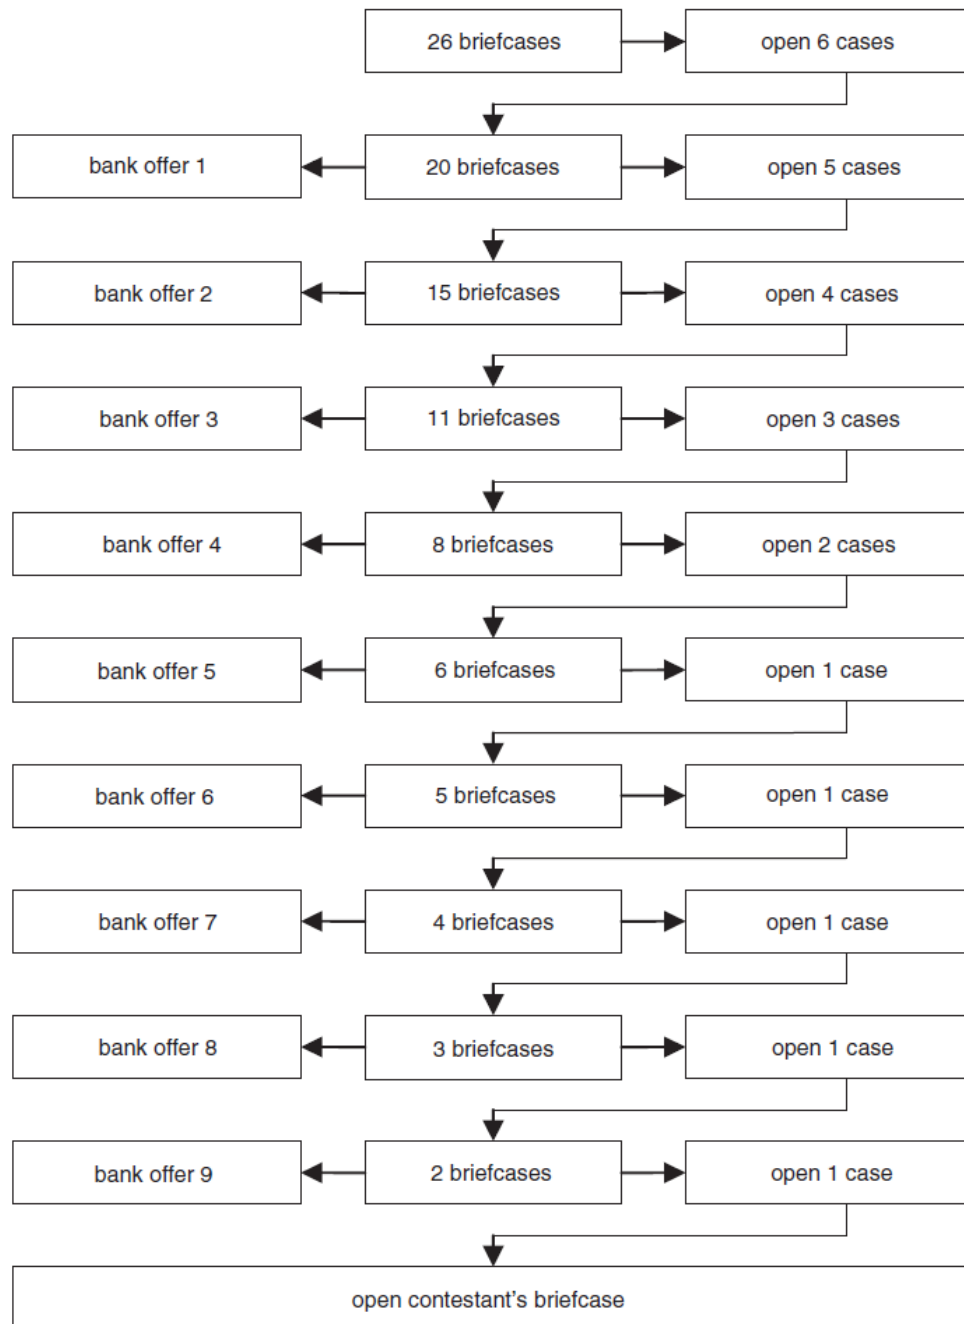 26 briefcases
open 6 cases
bank offer 1
20 briefcases
open 5 cases
bank offer 2
15 briefcases
open 4 cases
bank offer 3
11 briefcases
open 3 cases
bank offer 4
8 briefcases
open 2 cases
bank offer 5
6 briefcases
open 1 case
bank offer 6
5 briefcases
open 1 case
bank offer 7
4 briefcases
open 1 case
bank offer 8
3 briefcases
open 1 case
bank offer 9
2 briefcases
open 1 case
open contestant's briefcase